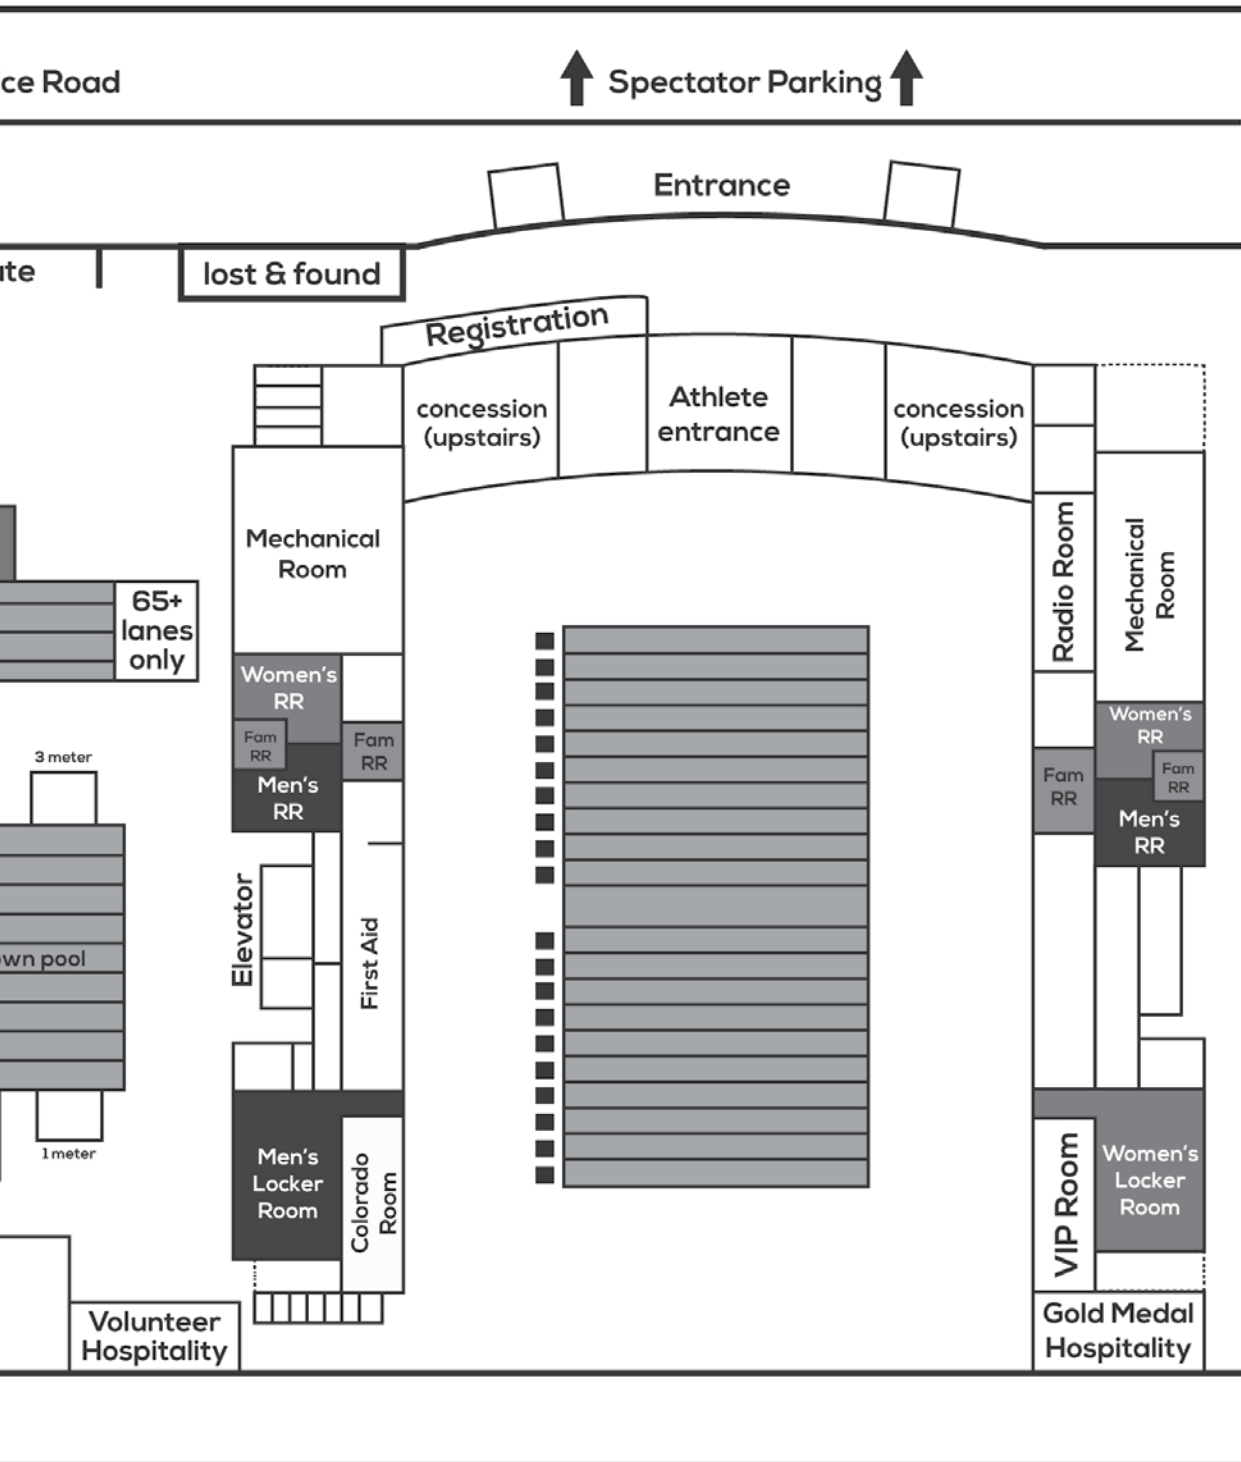 ce Road
Spectator Parking
Entrance
lost & found
Registration
concession
(upstairs)
Athlete
entrance
concession
(upstairs)
Mechanical
Room
Radio Room
Mechanical
Room
65+
lanes
only
Women's
RR
Fam
RR
Fam
RR
Men's
RR
Women's
RR
Fam
RR
Fam
RR
Men's
RR
3 meter
Elevator
First Aid
own pool
1 meter
Men's
Locker
Room
Colorado
Room
VIP Room
Women's
Locker
Room
Volunteer
Hospitality
Gold Medal
Hospitality